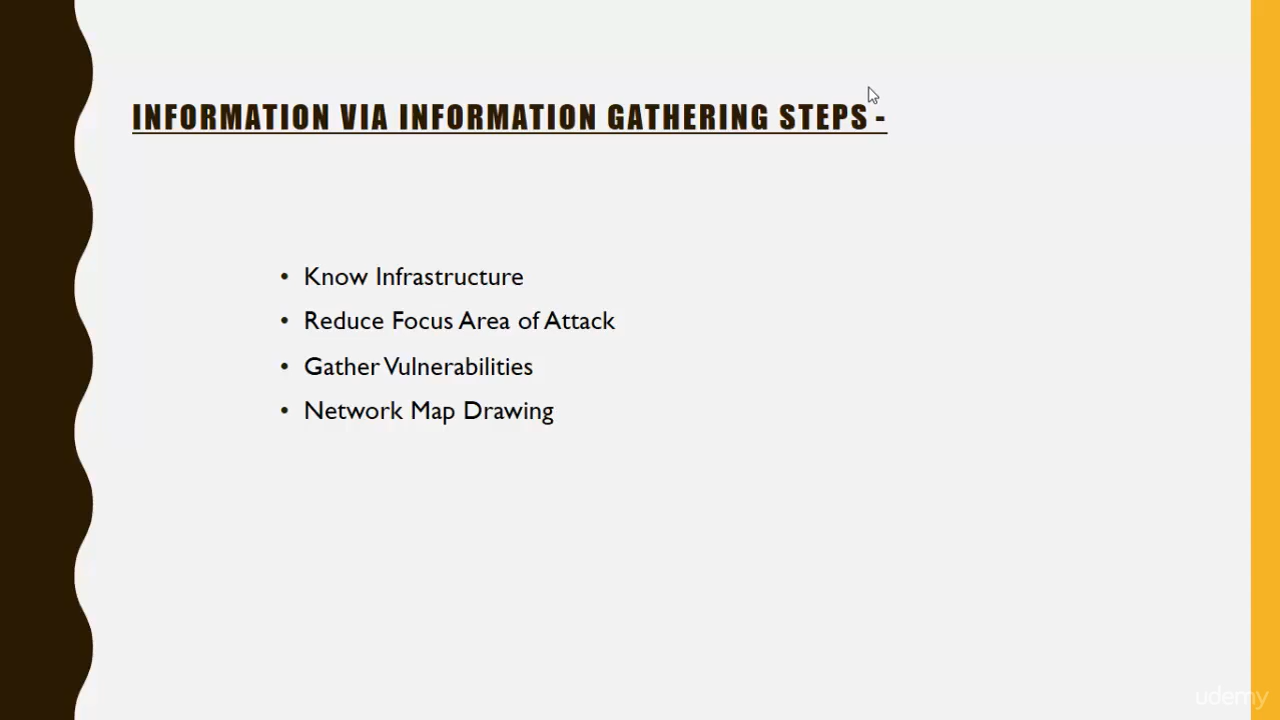 INFORMATION VIA INFORMATION GATHERING STEPS -
• Know Infrastructure
• Reduce Focus Area of Attack
• Gather Vulnerabilities
• Network Map Drawing
udemy